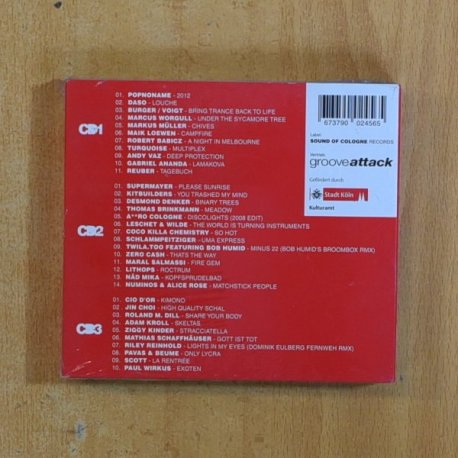 CD1
01. POPNONAME - 2012
02. DASO - LOUCHE
03. BURGER / VOIGT - BRING TRANCE BACK TO LIFE
04. MARCUS WORGULL - UNDER THE SYCAMORE TREE
05. MARKUS MÜLLER - CHIVES
06. MAIK LOEWEN - CAMPFIRE
07. ROBERT BABICZ - A NIGHT IN MELBOURNE
08. TURQUOISE - MULTIPLEX
09. ANDY VAZ - DEEP PROTECTION
10. GABRIEL ANANDA - LAMAKOVA
11. REUBER - TAGEBUCH
CD2
01. SUPERMAYER - PLEASE SUNRISE
02. KITBUILDERS - YOU TRASHED MY MIND
03. DESMOND DENKER - BINARY TREES
04. THOMAS BRINKMANN - MEADOW
05. A**RO COLOGNE - DISCOLIGHTS (2008 EDIT)
06. LESCHET & WILDE - THE WORLD IS TURNING INSTRUMENTS
07. COCO KILLA CHEMISTRY - SO HOT
08. SCHLAMMPEITZIGER - UMA EXPRESS
09. TWILA.TOO FEATURING BOB HUMID - MINUS 22 (BOB HUMID'S BROOMBOX RMX)
10. ZERO CASH - THATS THE WAY
11. MARAL SALMASSI - FIRE GEM
12. LITHOPS - ROCTRUM
13. NÅD MIKA - KOPFSPRUDELBAD
14. NUMINOS & ALICE ROSE - MATCHSTICK PEOPLE
CD3
01. CIO D'OR - KIMONO
02. JIN CHOI - HIGH QUALITY SCHAL
03. ROLAND M. DILL - SHARE YOUR BODY
04. ADAM KROLL - SKELTAS
05. ZIGGY KINDER - STRACCIATELLA
06. MATHIAS SCHAFFHÄUSER - GOTT IST TOT
07. RILEY REINHOLD - LIGHTS IN MY EYES (DOMINIK EULBERG FERNWEH RMX)
08. PAVAS & BEUME - ONLY LYCRA
09. SCOTT - LA RENTRÉE
10. PAUL WIRKUS - EXOTEN
6 73790 024565
Label:
SOUND OF COLOGNE RECORDS
Vertrieb:
grooveattack
Gefördert durch
Stadt Köln
Kulturamt